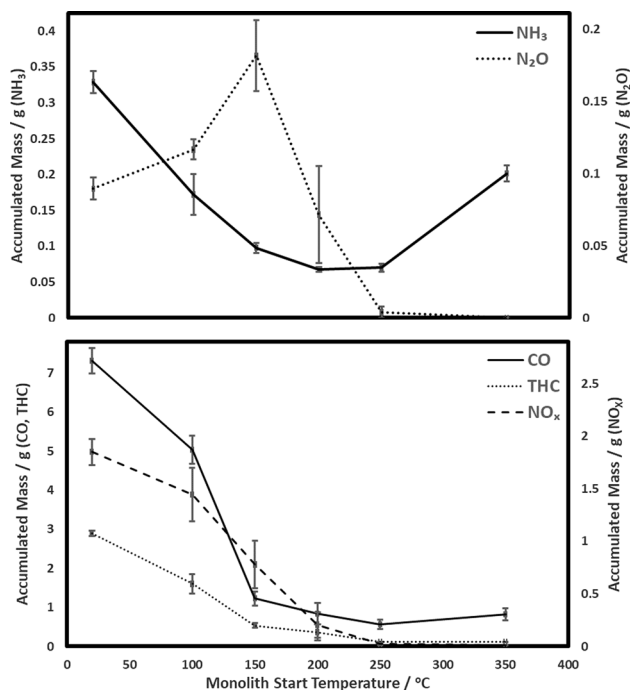 Accumulated Mass / g (NH₃)
0.4
0.35
0.3
0.25
0.2
0.15
0.1
0.05
0
NH₃
N₂O
0.2
0.15
0.1
0.05
0
Accumulated Mass / g (N₂O)
Accumulated Mass / g (CO, THC)
7
6
5
4
3
2
1
0
CO
THC
NOₓ
2.5
2
1.5
1
0.5
0
Accumulated Mass / g (NOₓ)
0 50 100 150 200 250 300 350 400
Monolith Start Temperature / °C